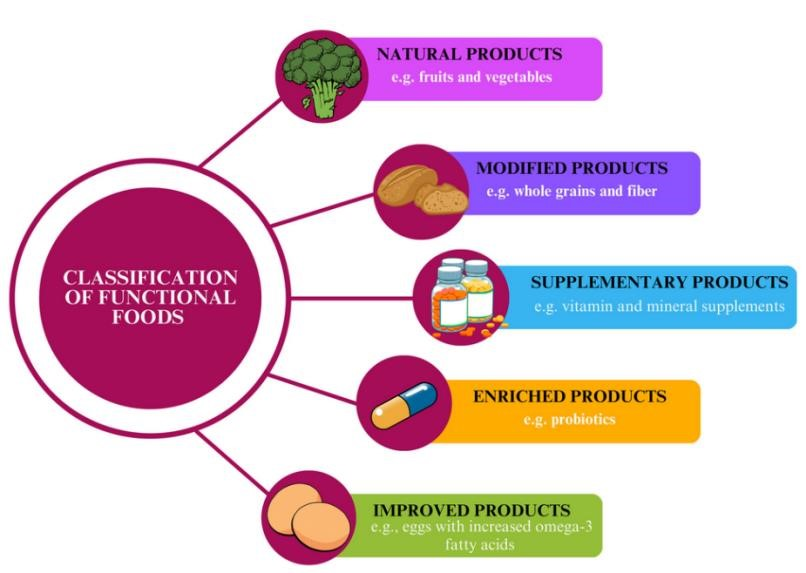 NATURAL PRODUCTS
e.g. fruits and vegetables
MODIFIED PRODUCTS
e.g. whole grains and fiber
CLASSIFICATION
OF FUNCTIONAL
FOODS
SUPPLEMENTARY PRODUCTS
e.g. vitamin and mineral supplements
ENRICHED PRODUCTS
e.g. probiotics
IMPROVED PRODUCTS
e.g., eggs with increased omega-3
fatty acids